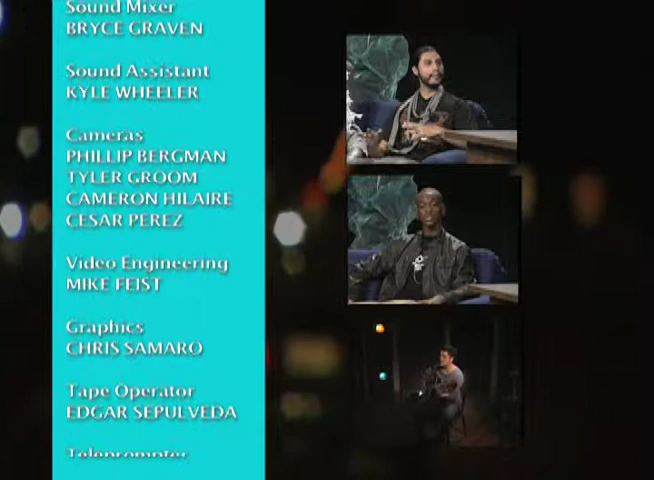 Sound Mixer
BRYCE GRAVEN
Sound Assistant
KYLE WHEELER
Cameras
PHILLIP BERGMAN
TYLER GROOM
CAMERON HILAIRE
CESAR PEREZ
Video Engineering
MIKE FEIST
Graphics
CHRIS SAMARO
Tape Operator
EDGAR SEPULVEDA
Teleprompter